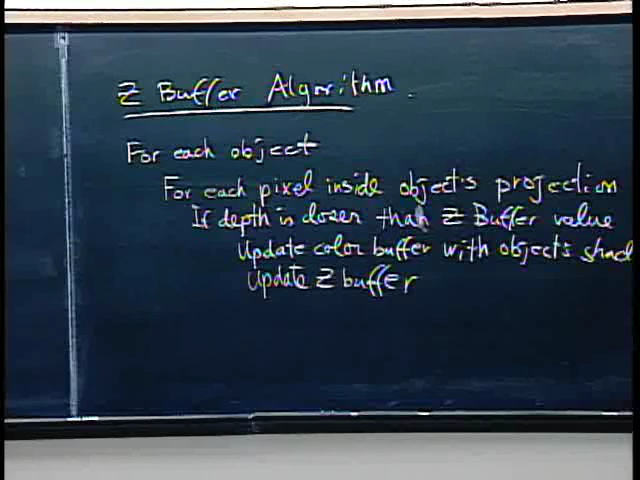 Z Buffer Algorithm.
For each object
For each pixel inside object's projection
If depth is closer than Z Buffer value
Update color buffer with object's shad
Update Z buffer